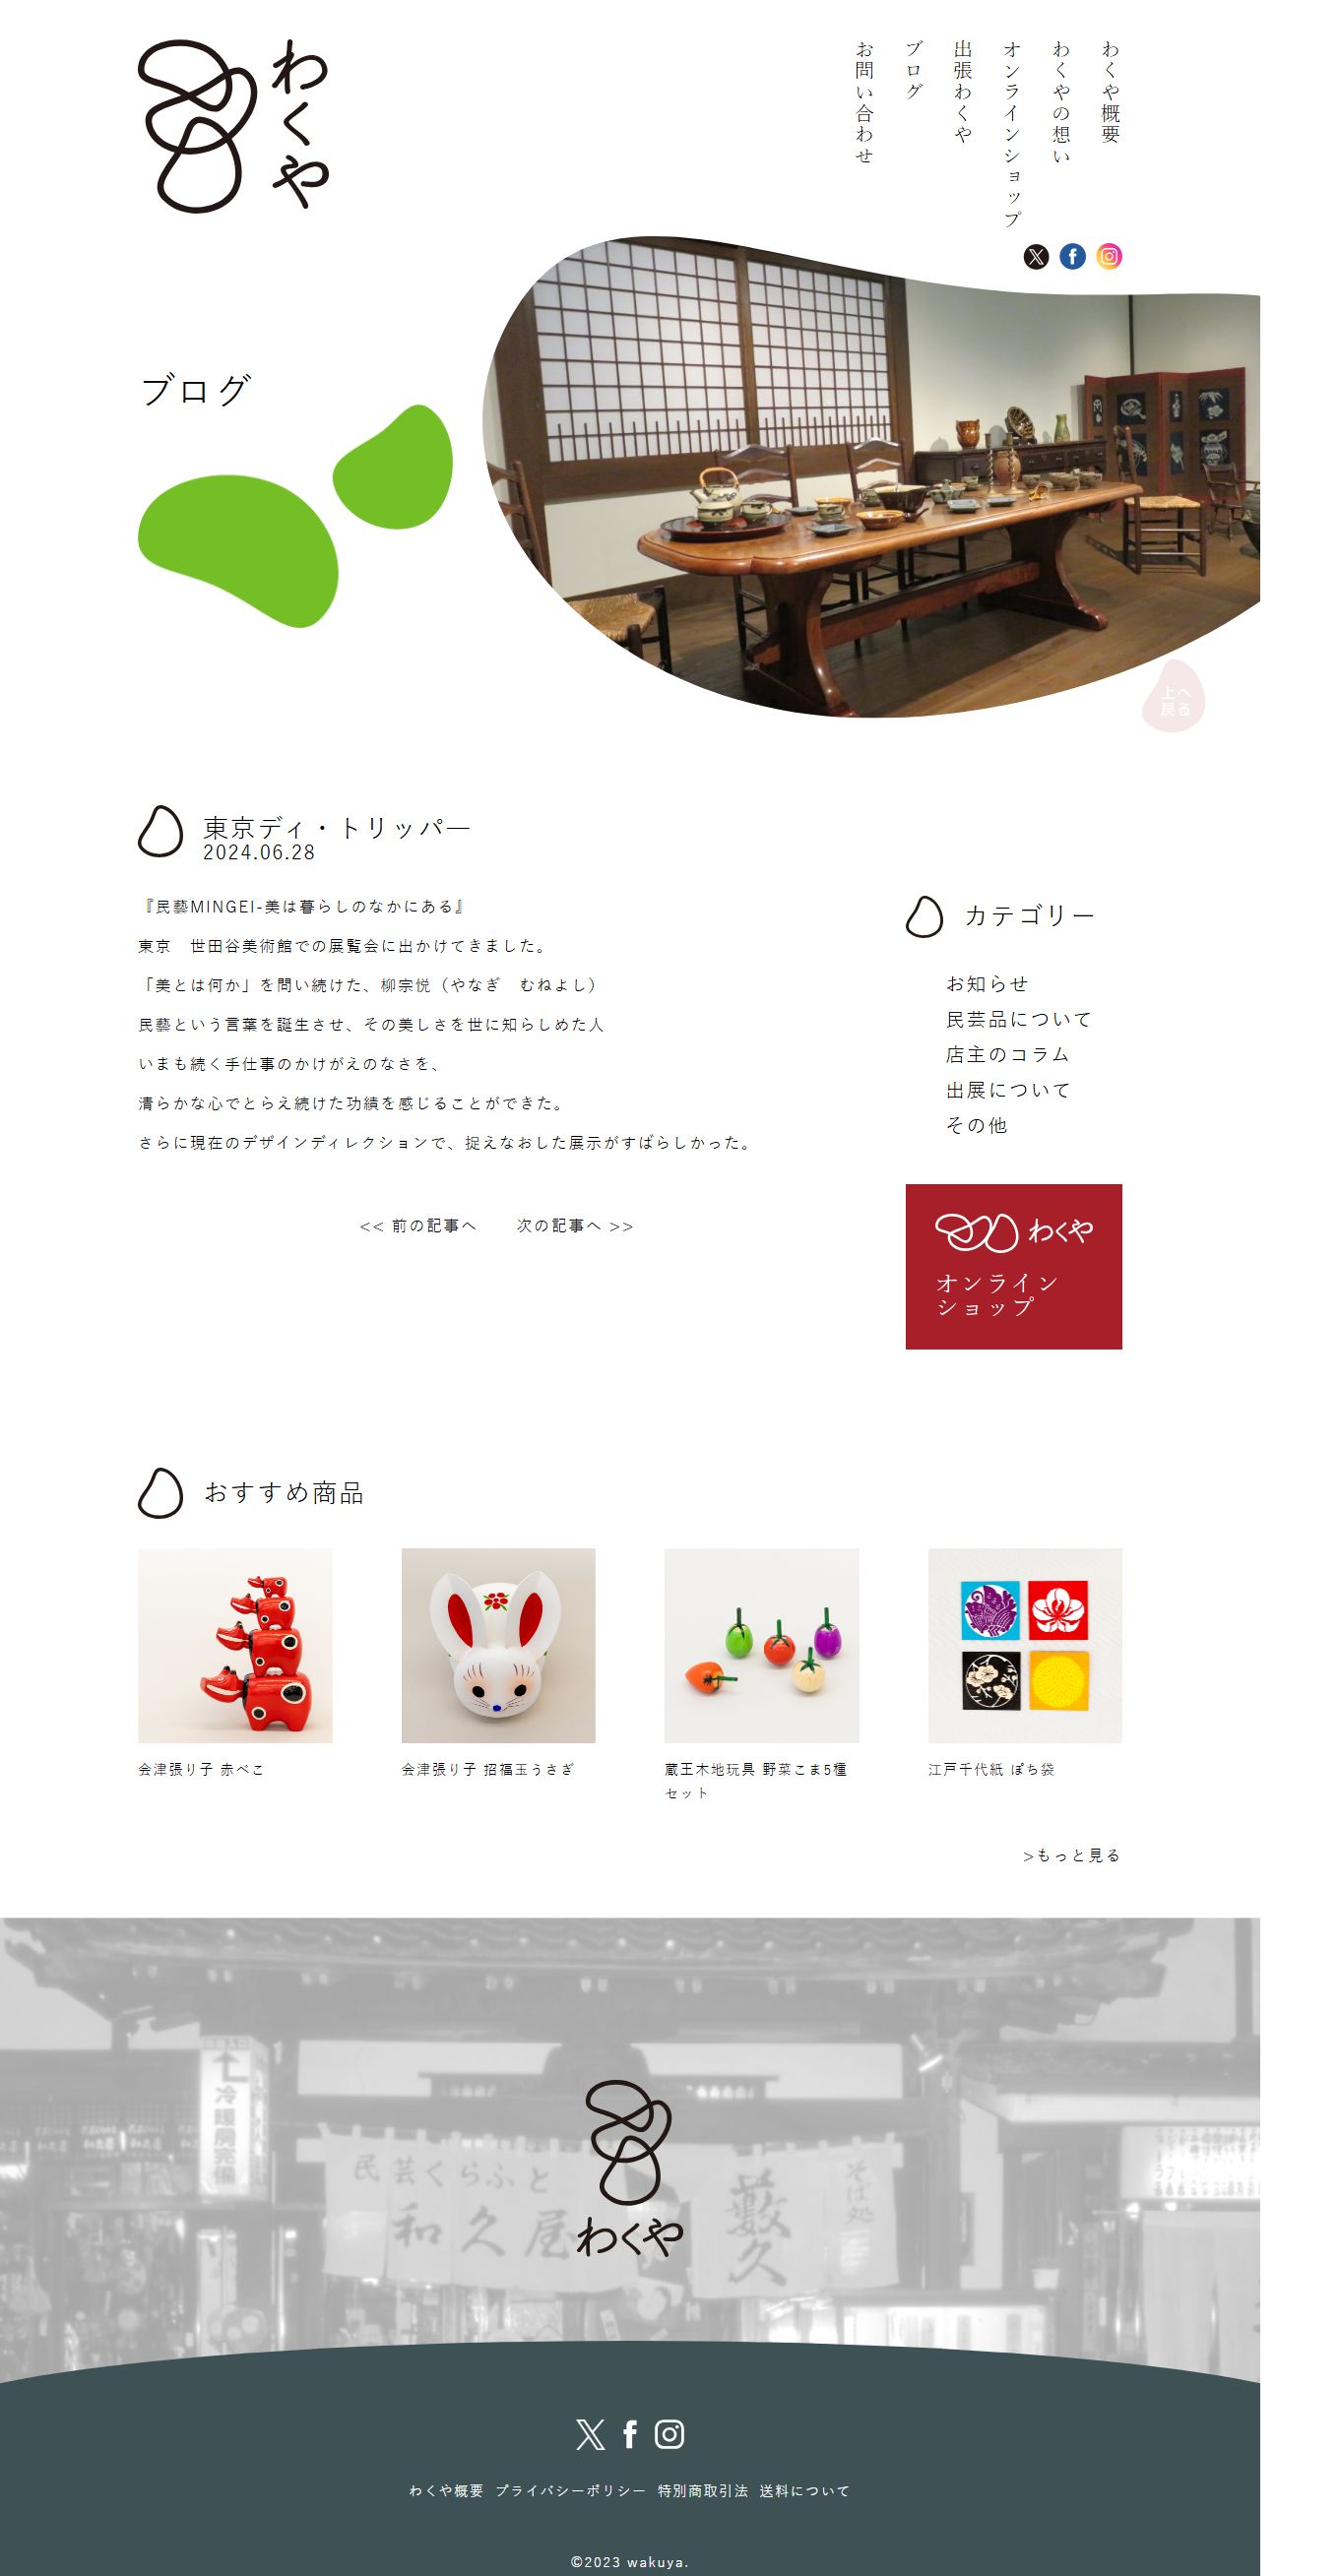 わくや
わくや概要
わくやの想い
オンラインショップ
出張わくや
ブログ
お問い合わせ
ブログ
上へ
戻る
東京ディ・トリッパー
2024.06.28
『民藝MINGEI-美は暮らしのなかにある』
東京　世田谷美術館での展覧会に出かけてきました。
「美とは何か」を問い続けた、柳宗悦（やなぎ　むねよし）
民藝という言葉を誕生させ、その美しさを世に知らしめた人
いまも続く手仕事のかけがえのなさを、
清らかな心でとらえ続けた功績を感じることができた。
さらに現在のデザインディレクションで、捉えなおした展示がすばらしかった。
<< 前の記事へ
次の記事へ >>
カテゴリー
お知らせ
民芸品について
店主のコラム
出展について
その他
わくや
オンライン
ショップ
おすすめ商品
会津張り子 赤べこ
会津張り子 招福玉うさぎ
蔵王木地玩具 野菜こま5種
セット
江戸千代紙 ぽち袋
>もっと見る
冷暖房完備
民芸くらふと
和久屋
そば処
藪久
わくや
わくや概要 プライバシーポリシー 特別商取引法 送料について
©2023 wakuya.